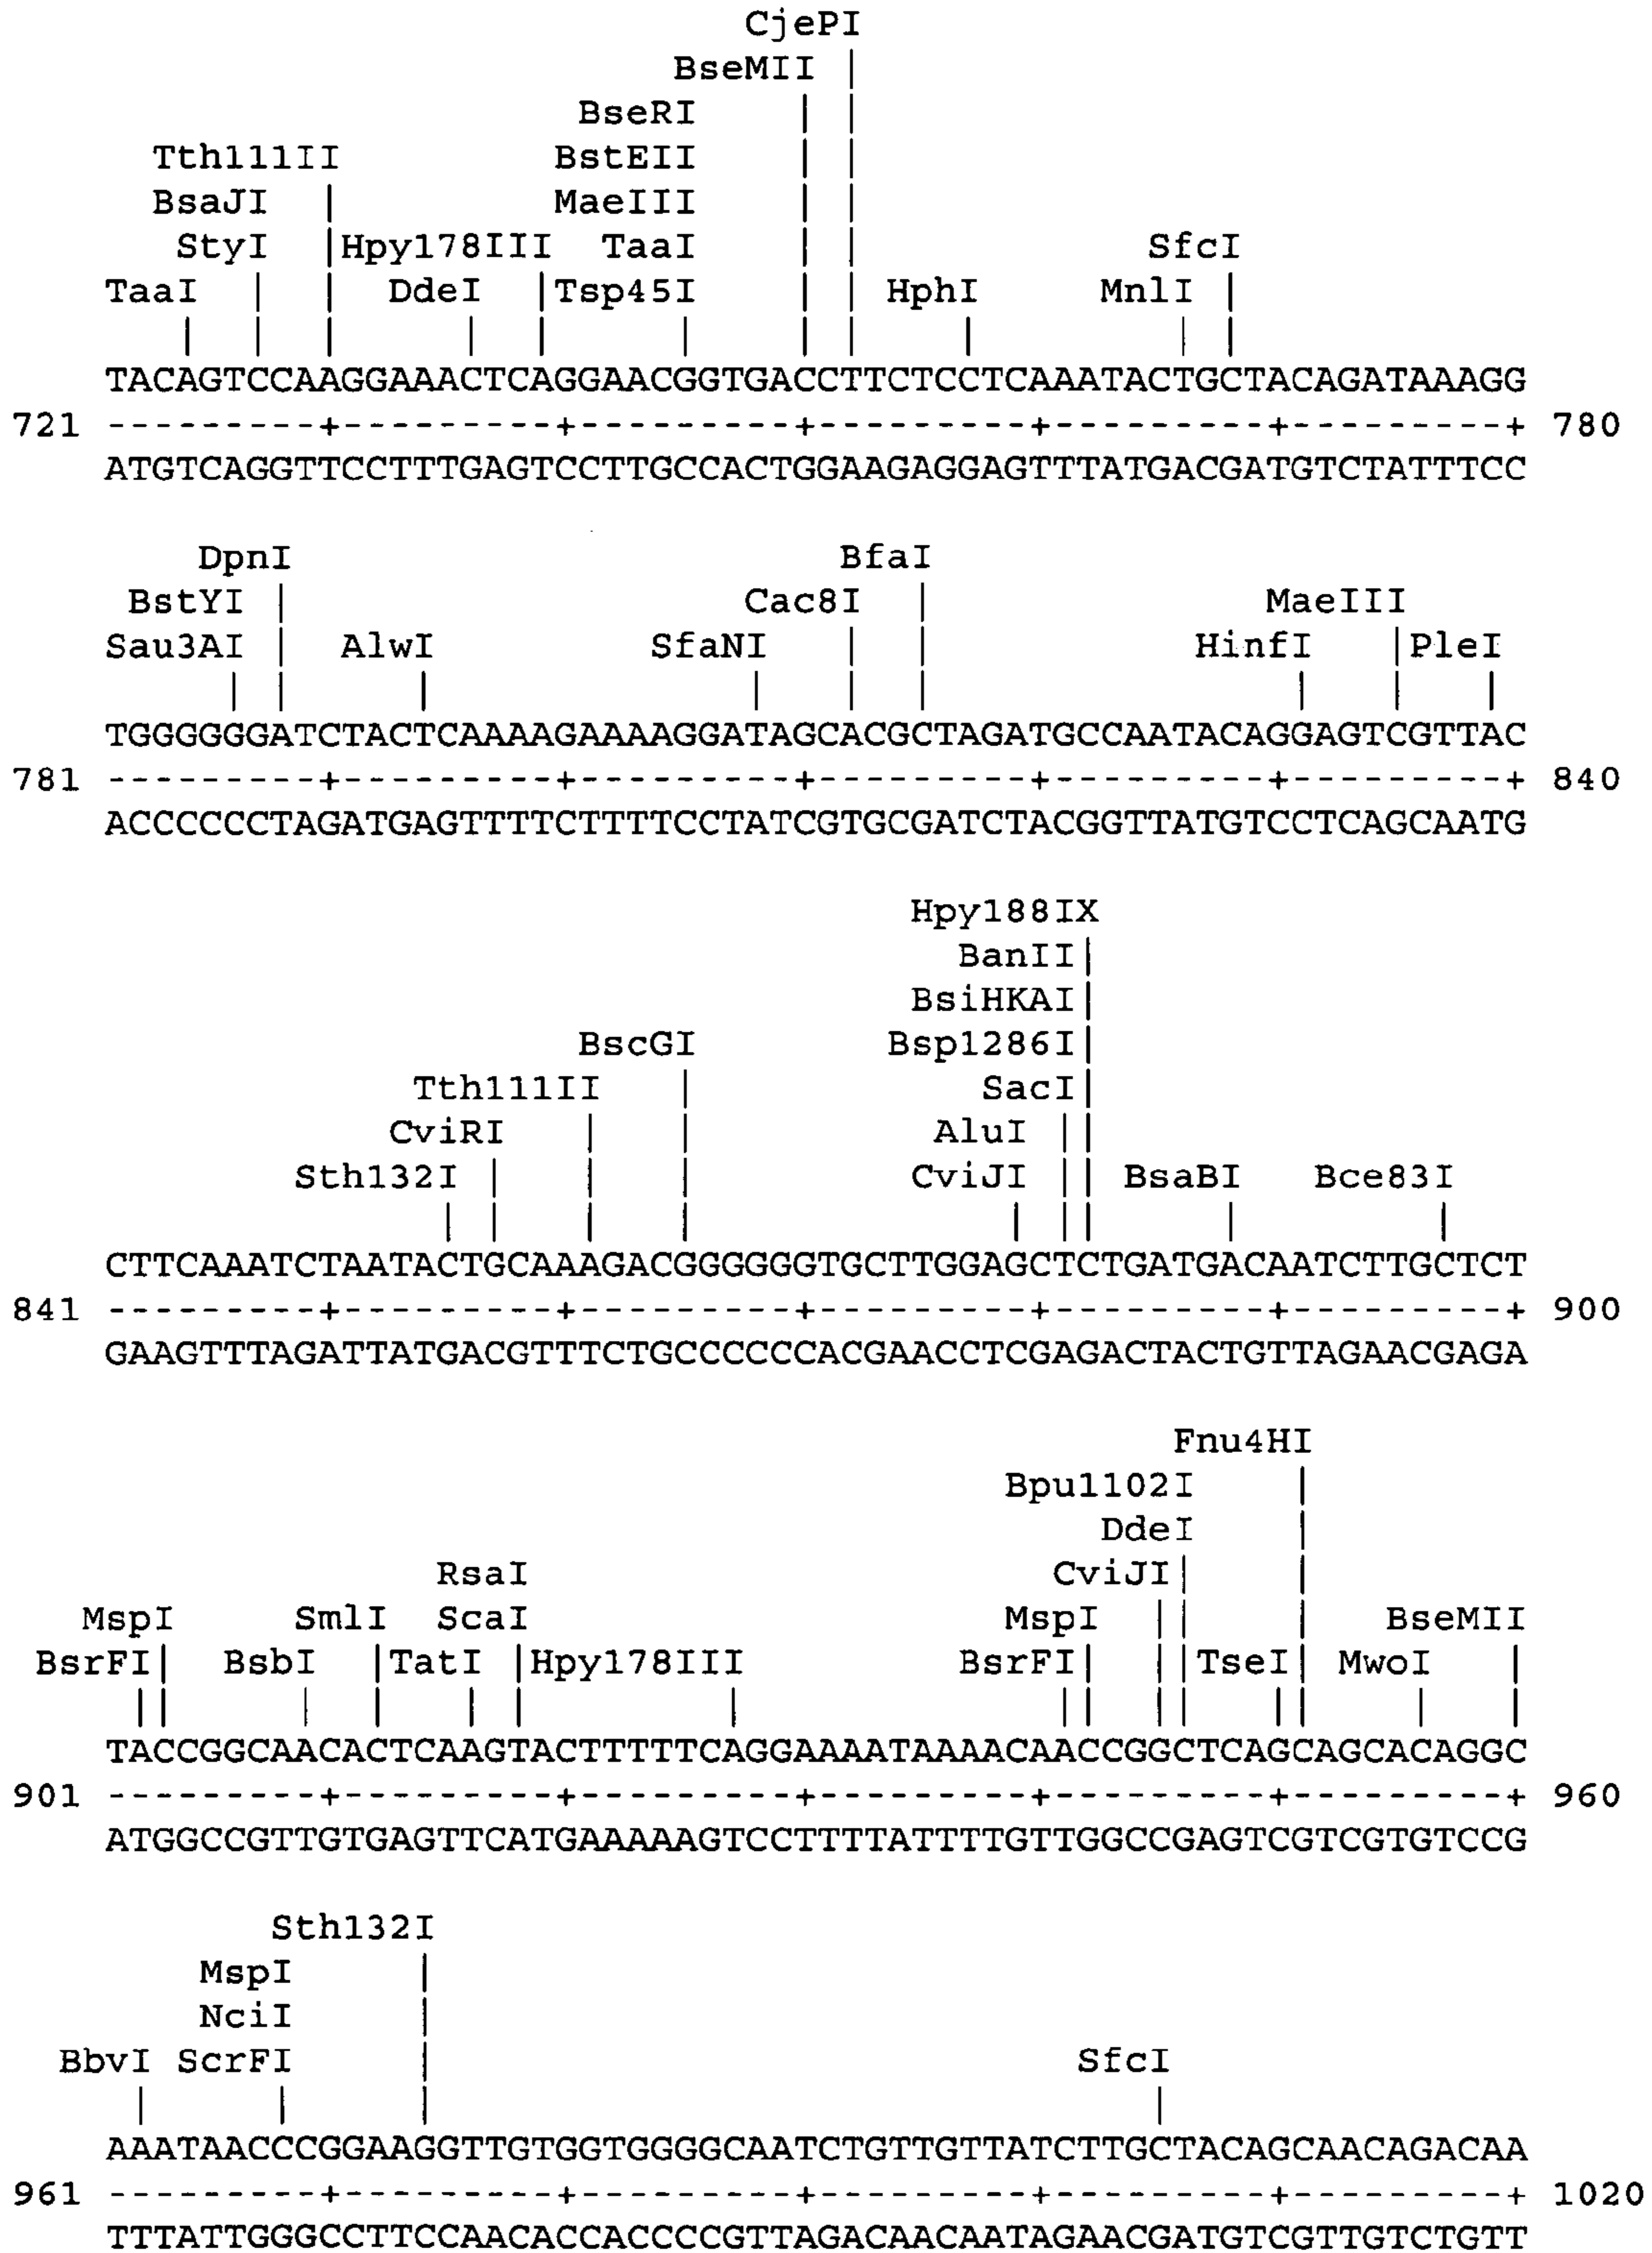 CjePI
BseMII
BseRI
Tth111II BstEII
BsaJI MaeIII
StyI Hpy178III TaaI SfcI
TaaI DdeI Tsp45I HphI MnlI
TACAGTCCAAGGAAACTCAGGAACGGTGACCTTCTCCTCAAATACTGCTACAGATAAAGG
721 ---------+---------+---------+---------+---------+---------+ 780
ATGTCAGGTTCCTTTGAGTCCTTGCCACTGGAAGAGGAGTTTATGACGATGTCTATTTCC
DpnI BfaI
BstYI Cac8I MaeIII
Sau3AI AlwI SfaNI HinfI PleI
TGGGGGGATCTACTCAAAAGAAAAGGATAGCACGCTAGATGCCAATACAGGAGTCGTTAC
781 ---------+---------+---------+---------+---------+---------+ 840
ACCCCCCTAGATGAGTTTTCTTTTCCTATCGTGCGATCTACGGTTATGTCCTCAGCAATG
Hpy188IX
BanII
BsiHKAI
BscGI Bsp1286I
Tth111II SacI
CviRI AluI
Sth132I CviJI BsaBI Bce83I
CTTCAAATCTAATACTGCAAAGACGGGGGGTGCTTGGAGCTCTGATGACAATCTTGCTCT
841 ---------+---------+---------+---------+---------+---------+ 900
GAAGTTTAGATTATGACGTTTCTGCCCCCCACGAACCTCGAGACTACTGTTAGAACGAGA
Fnu4HI
Bpu1102I
DdeI
RsaI CviJI
MspI SmlI ScaI MspI BseMII
BsrFI BsbI TatI Hpy178III BsrFI TseI MwoI
TACCGGCAACACTCAAGTACTTTTTCAGGAAAATAAAACAACCGGCTCAGCAGCACAGGC
901 ---------+---------+---------+---------+---------+---------+ 960
ATGGCCGTTGTGAGTTCATGAAAAAGTCCTTTTATTTTGTTGGCCGAGTCGTCGTGTCCG
Sth132I
MspI
NciI
BbvI ScrFI SfcI
AAATAACCCGGAAGGTTGTGGTGGGGCAATCTGTTGTTATCTTGCTACAGCAACAGACAA
961 ---------+---------+---------+---------+---------+---------+ 1020
TTTATTGGGCCTTCCAACACCACCCCGTTAGACAACAATAGAACGATGTCGTTGTCTGTT